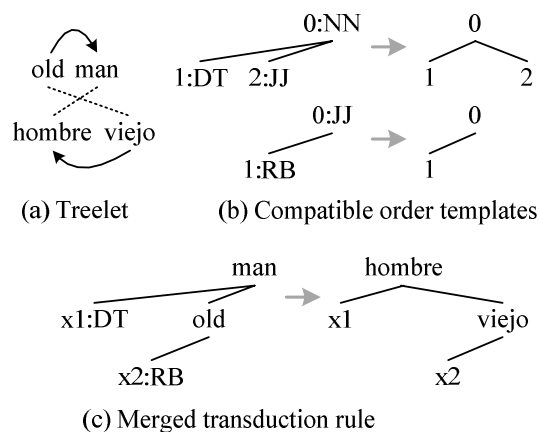 old man
hombre viejo
(a) Treelet
0:NN
0
1:DT
2:JJ
1
2
0:JJ
0
1:RB
1
(b) Compatible order templates
man
hombre
x1:DT
old
x1
viejo
x2:RB
x2
(c) Merged transduction rule